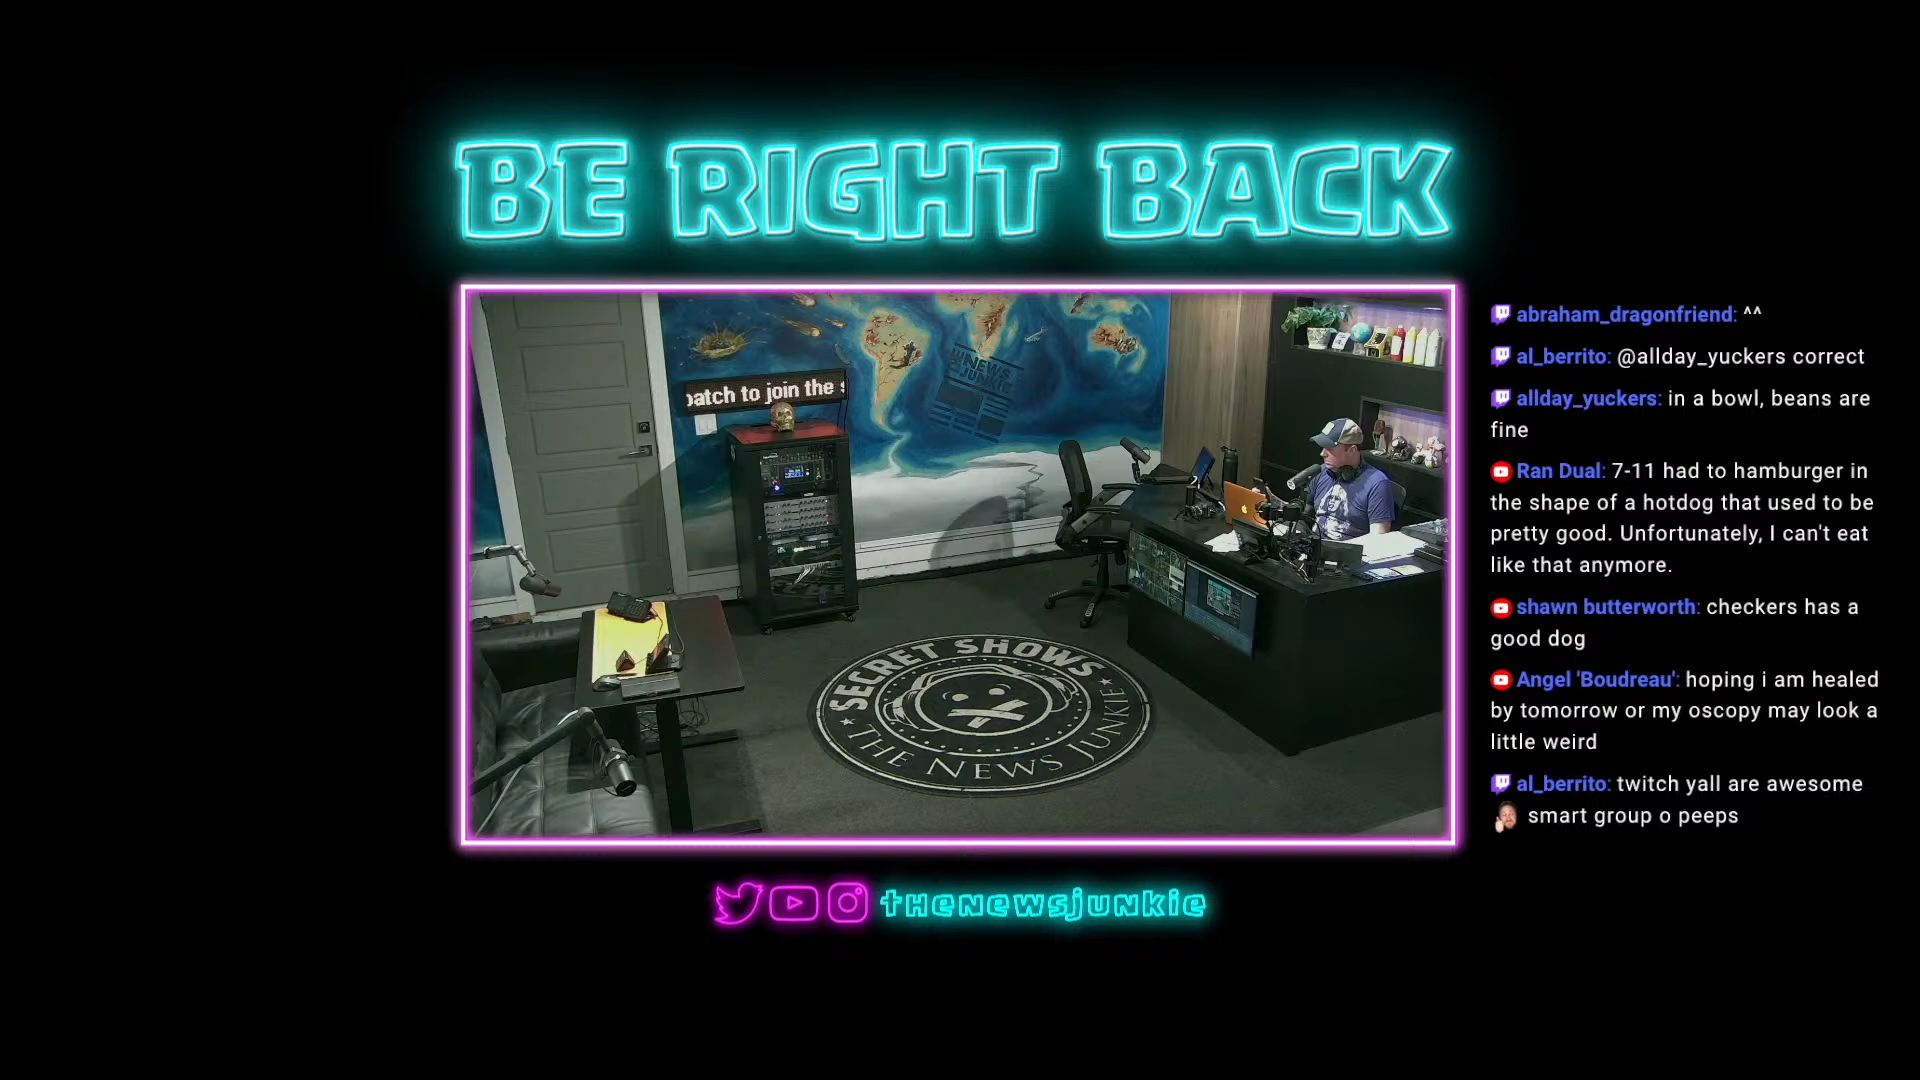 BE RIGHT BACK
patch to join the s
NEWS
JUNKIE
SECRET SHOWS
THE NEWS JUNKIE
abraham_dragonfriend: ^^
al_berrito: @allday_yuckers correct
allday_yuckers: in a bowl, beans are
fine
Ran Dual: 7-11 had to hamburger in
the shape of a hotdog that used to be
pretty good. Unfortunately, I can't eat
like that anymore.
shawn butterworth: checkers has a
good dog
Angel 'Boudreau': hoping i am healed
by tomorrow or my oscopy may look a
little weird
al_berrito: twitch yall are awesome
smart group o peeps
thenewsjunkie